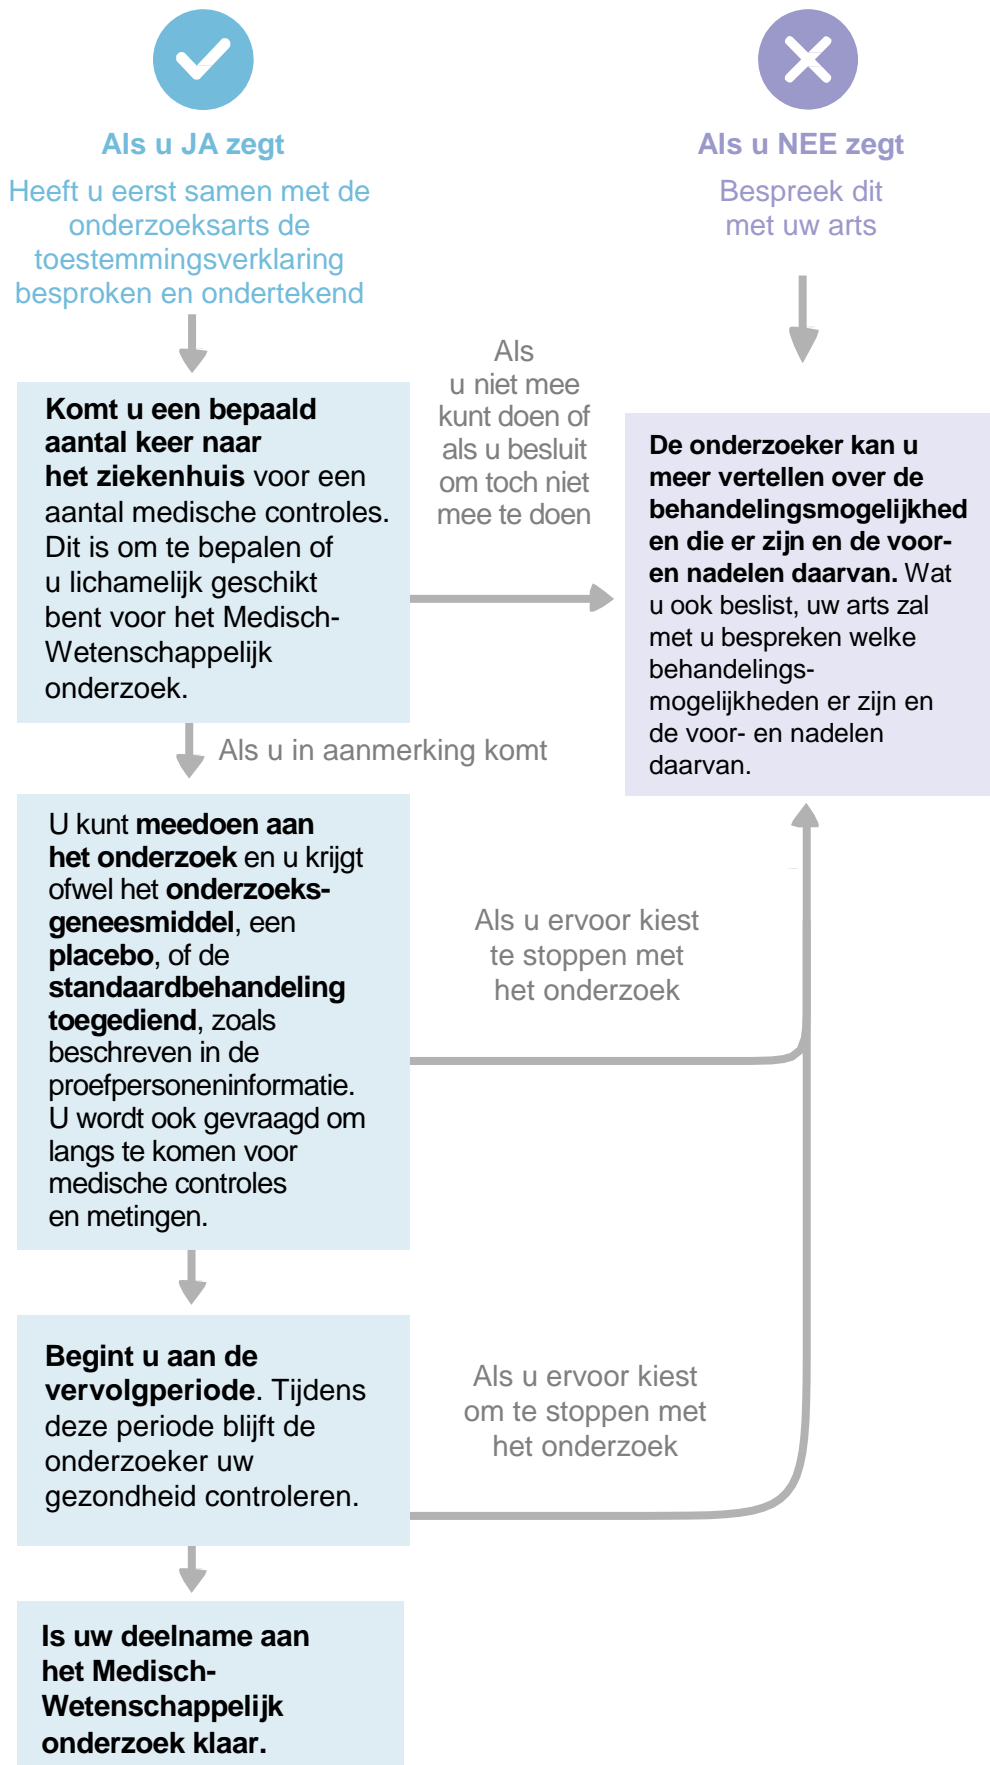 Als u JA zegt
Heeft u eerst samen met de
onderzoeksarts de
toestemmingsverklaring
besproken en ondertekend
Als u NEE zegt
Bespreek dit
met uw arts
Komt u een bepaald
aantal keer naar
het ziekenhuis voor een
aantal medische controles.
Dit is om te bepalen of
u lichamelijk geschikt
bent voor het Medisch-
Wetenschappelijk
onderzoek.
Als
u niet mee
kunt doen of
als u besluit
om toch niet
mee te doen
De onderzoeker kan u
meer vertellen over de
behandelingsmogelijkhed
en die er zijn en de voor-
en nadelen daarvan. Wat
u ook beslist, uw arts zal
met u bespreken welke
behandelings-
mogelijkheden er zijn en
de voor- en nadelen
daarvan.
Als u in aanmerking komt
U kunt meedoen aan
het onderzoek en u krijgt
ofwel het onderzoeks-
geneesmiddel, een
placebo, of de
standaardbehandeling
toegediend, zoals
beschreven in de
proefpersoneninformatie.
U wordt ook gevraagd om
langs te komen voor
medische controles
en metingen.
Als u ervoor kiest
te stoppen met
het onderzoek
Begint u aan de
vervolgperiode. Tijdens
deze periode blijft de
onderzoeker uw
gezondheid controleren.
Als u ervoor kiest
om te stoppen met
het onderzoek
Is uw deelname aan
het Medisch-
Wetenschappelijk
onderzoek klaar.